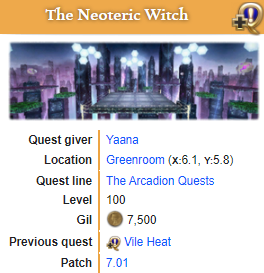 The Neoteric Witch
Quest giver Yaana
Location Greenroom (X:6.1, Y:5.8)
Quest line The Arcadion Quests
Level 100
Gil 7,500
Previous quest Vile Heat
Patch 7.01